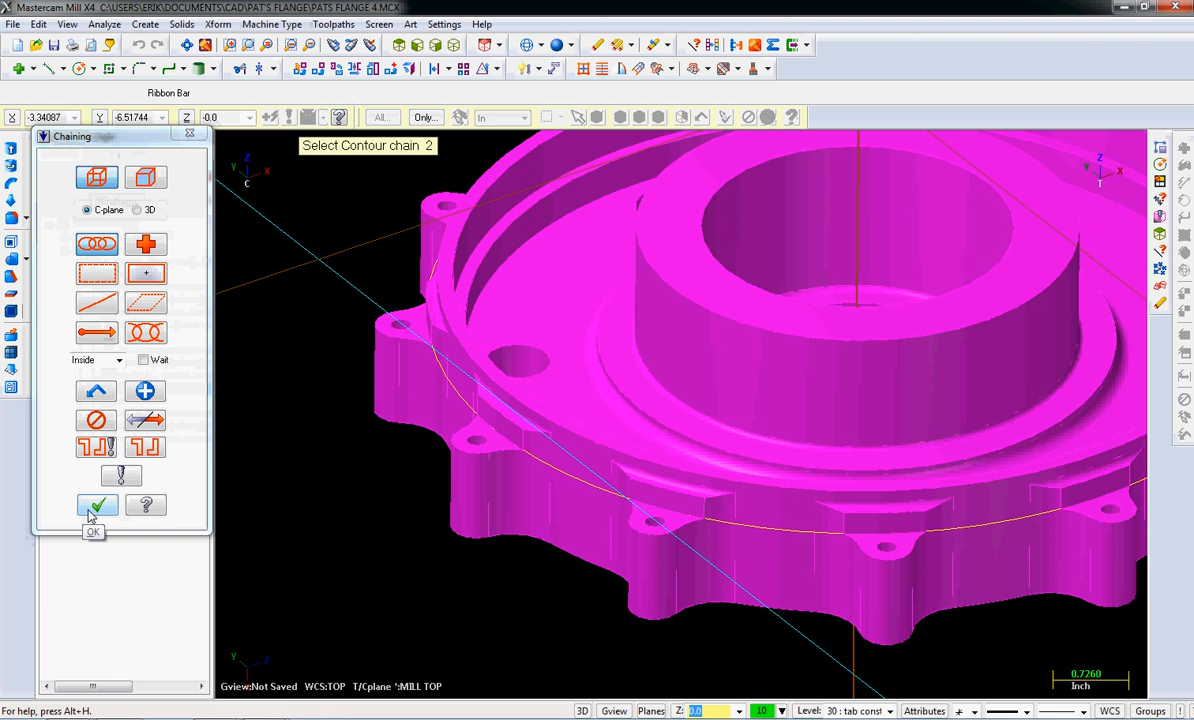 Mastercam Mill X4  C:\USERS\ERIK\DOCUMENTS\CAD\PAT'S FLANGE\PATS FLANGE 4.MCX
File Edit View Analyze Create Solids Xform Machine Type Toolpaths Screen Art Settings Help
Ribbon Bar
X -3.34087 Y -6.51744 Z -0.0 All... Only... In
Chaining
Select Contour chain 2
C-plane 3D
Inside Wait
OK
Z
Y
X
C
Z
Y
X
T
Y
Z
Gview:Not Saved WCS:TOP T/Cplane ':MILL TOP
0.7260
Inch
For help, press Alt+H.
3D Gview Planes Z: 0.0 10 Level: 30 : tab const Attributes WCS Groups